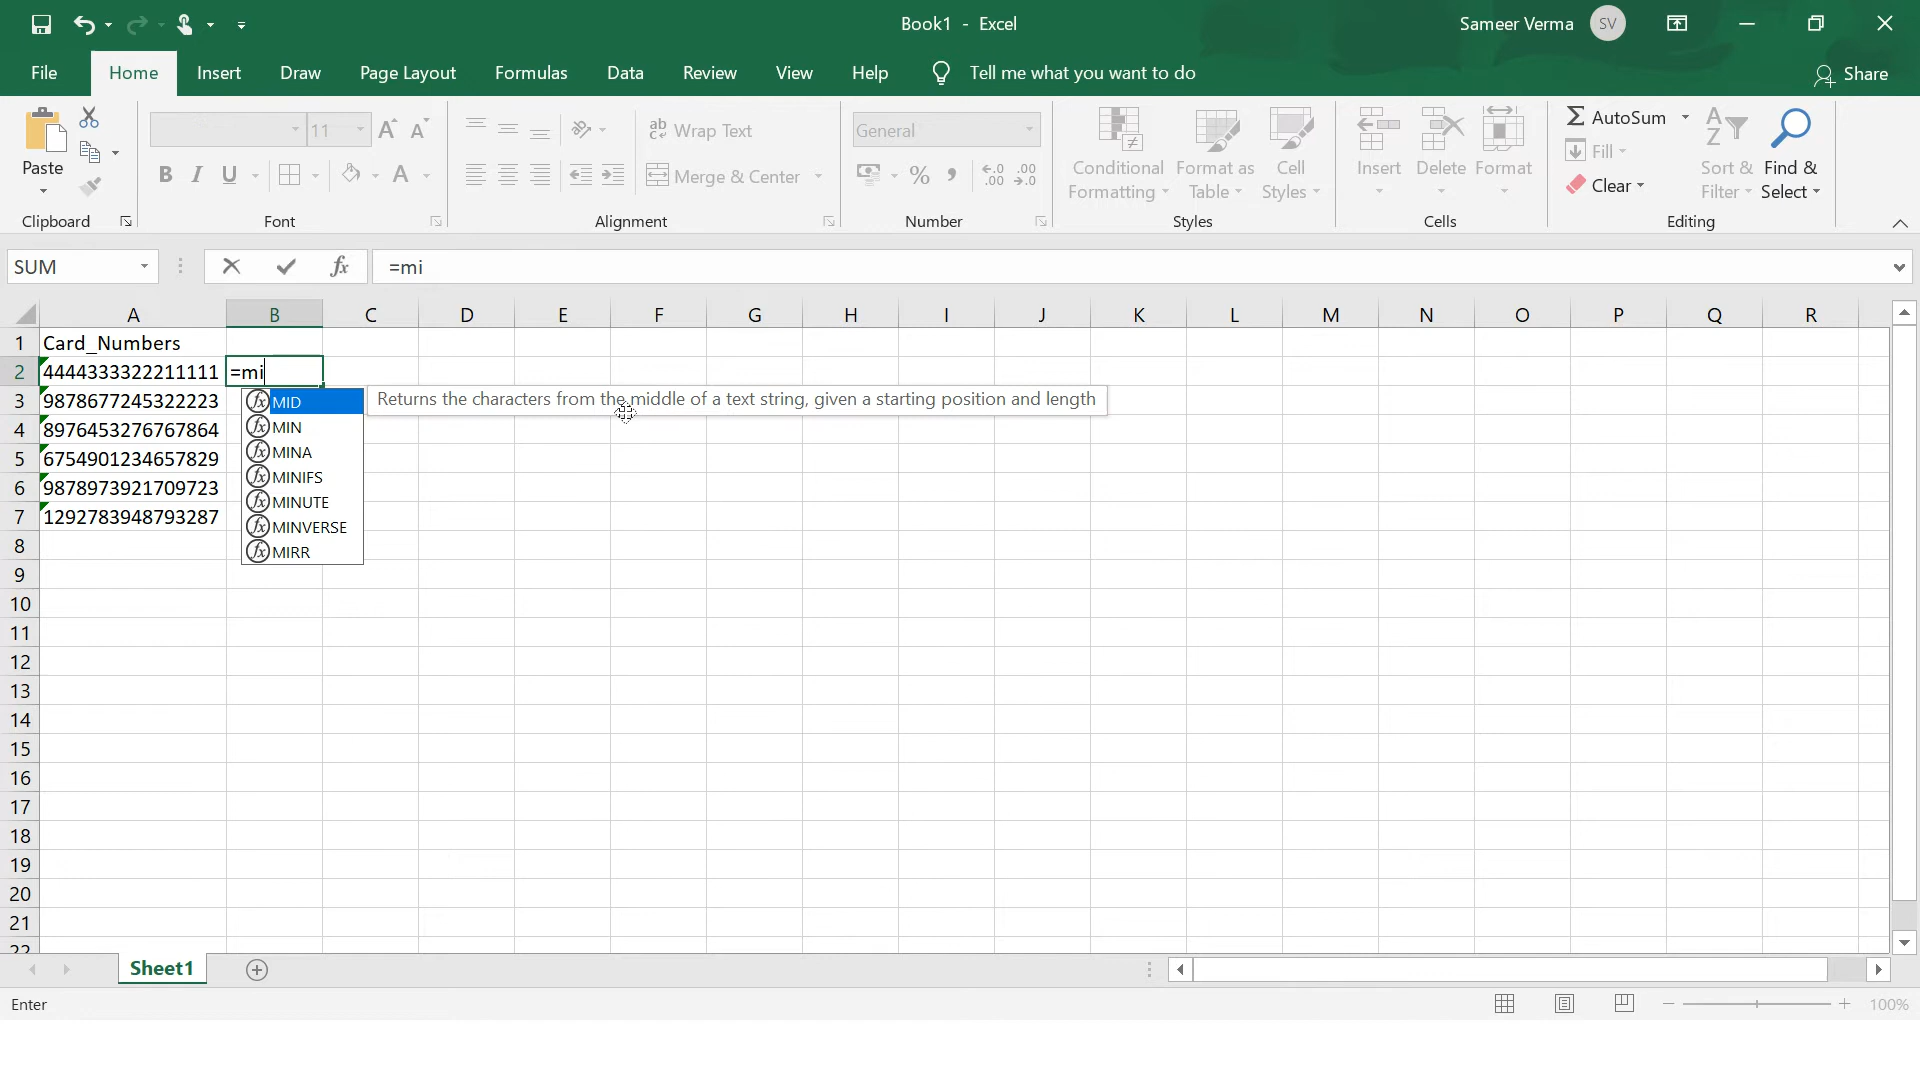 Book1 - Excel
Sameer Verma SV
File Home Insert Draw Page Layout Formulas Data Review View Help Tell me what you want to do Share
Paste
11
B I U A
ab Wrap Text
Merge & Center
General
%
Conditional Formatting
Format as Table
Cell Styles
Insert
Delete
Format
AutoSum
Fill
Clear
Sort & Filter
Find & Select
Clipboard Font Alignment Number Styles Cells Editing
SUM fx =mi
A B C D E F G H I J K L M N O P Q R
1 Card_Numbers
2 4444333322211111 =mi
3 9878677245322223
4 8976453276767864
5 6754901234657829
6 9878973921709723
7 1292783948793287
MID
Returns the characters from the middle of a text string, given a starting position and length
MIN
MINA
MINIFS
MINUTE
MINVERSE
MIRR
8
9
10
11
12
13
14
15
16
17
18
19
20
21
22
Sheet1
Enter
100%